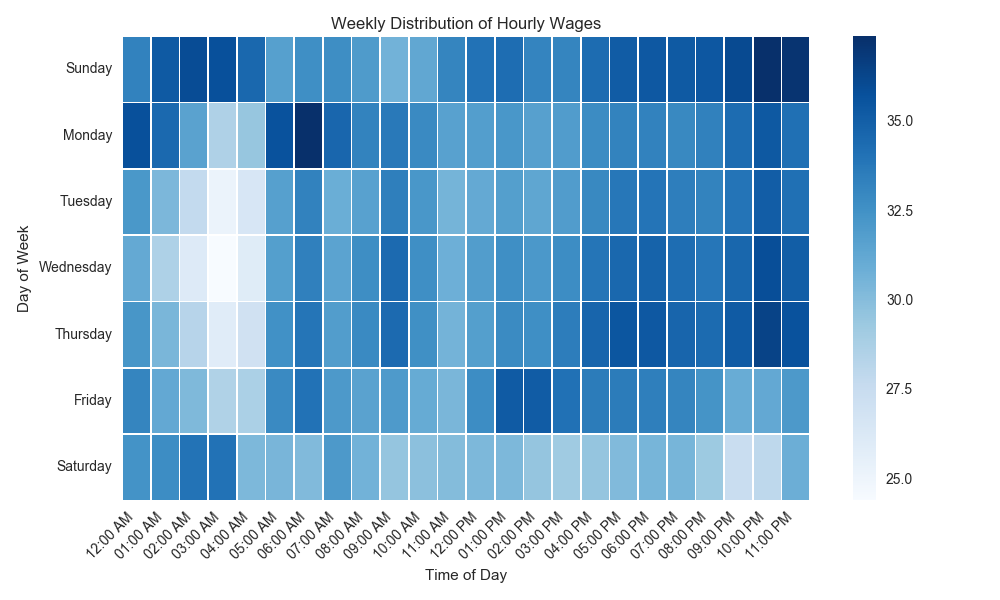 Weekly Distribution of Hourly Wages
Day of Week
Sunday
Monday
Tuesday
Wednesday
Thursday
Friday
Saturday
12:00 AM
01:00 AM
02:00 AM
03:00 AM
04:00 AM
05:00 AM
06:00 AM
07:00 AM
08:00 AM
09:00 AM
10:00 AM
11:00 AM
12:00 PM
01:00 PM
02:00 PM
03:00 PM
04:00 PM
05:00 PM
06:00 PM
07:00 PM
08:00 PM
09:00 PM
10:00 PM
11:00 PM
Time of Day
35.0
32.5
30.0
27.5
25.0